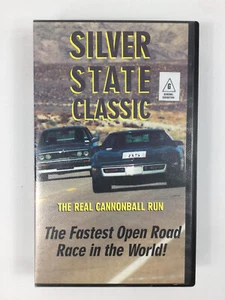 SILVER
STATE
CLASSIC
G
THE REAL CANNONBALL RUN
The Fastest Open Road
Race in the World!